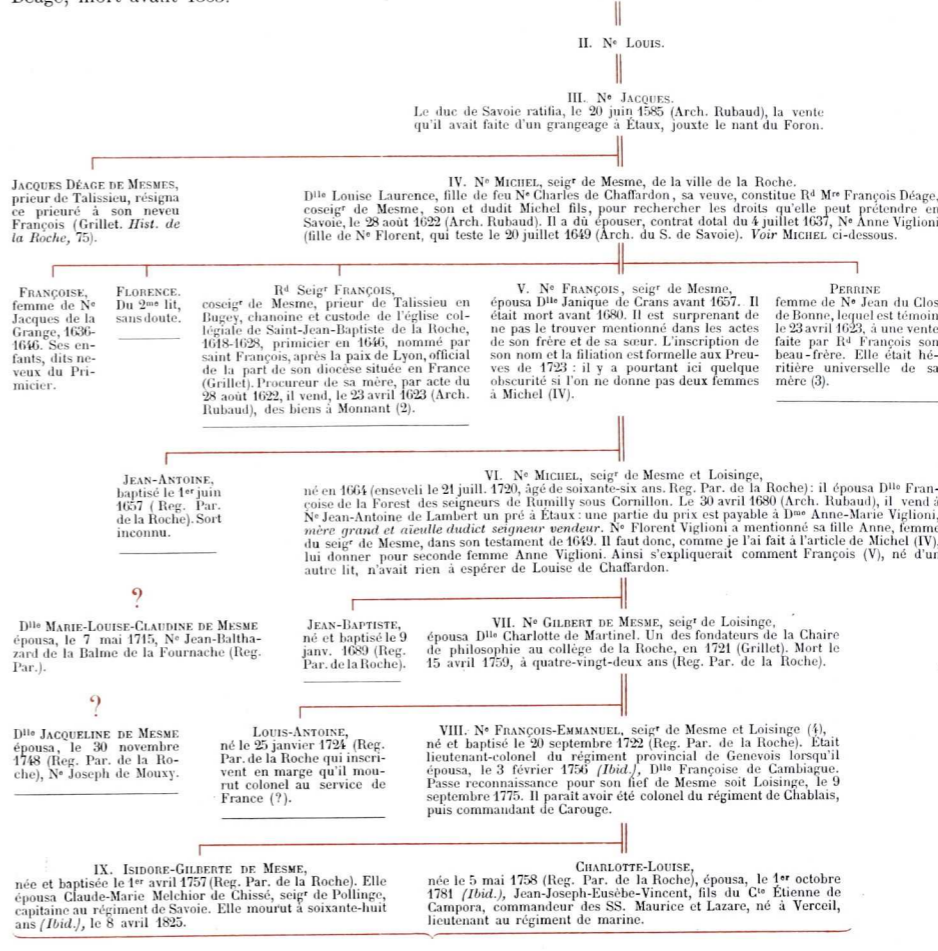 II. Nᵉ LOUIS.
III. Nᵉ JACQUES.
Le duc de Savoie ratifia, le 20 juin 1585 (Arch. Rubaud), la vente
qu'il avait faite d'un grangeage à Étaux, jouxte le nant du Foron.
JACQUES DÉAGE DE MESMES,
prieur de Talissieu, résigna
ce prieuré à son neveu
François (Grillet. Hist. de
la Roche, 75).
IV. Nᵉ MICHEL, seigʳ de Mesme, de la ville de la Roche.
Dˡˡᵉ Louise Laurence, fille de feu Nᵉ Charles de Chaffardon, sa veuve, constitue Rᵈ Mʳᵉ François Déage,
coseigʳ de Mesme, son et dudit Michel fils, pour rechercher les droits qu'elle peut prétendre en
Savoie, le 28 août 1622 (Arch. Rubaud). Il a dû épouser, contrat dotal du 4 juillet 1637, Nᵉ Anne Viglioni
(fille de Nᵉ Florent, qui teste le 20 juillet 1649 (Arch. du S. de Savoie). Voir MICHEL ci-dessous.
FRANÇOISE,
femme de Nᵉ
Jacques de la
Grange, 1636-
1646. Ses en-
fants, dits ne-
veux du Pri-
micier.
FLORENCE.
Du 2ᵐᵉ lit,
sans doute.
Rᵈ Seigʳ FRANÇOIS,
coseigʳ de Mesme, prieur de Talissieu en
Bugey, chanoine et custode de l'église col-
légiale de Saint-Jean-Baptiste de la Roche,
1618-1628, primicier en 1646, nommé par
saint François, après la paix de Lyon, official
de la part de son diocèse située en France
(Grillet). Procureur de sa mère, par acte du
28 août 1622, il vend, le 23 avril 1623 (Arch.
Rubaud), des biens à Monnant (2).
V. Nᵉ FRANÇOIS, seigʳ de Mesme,
épousa Dˡˡᵉ Janique de Crans avant 1657. Il
était mort avant 1680. Il est surprenant de
ne pas le trouver mentionné dans les actes
de son frère et de sa sœur. L'inscription de
son nom et la filiation est formelle aux Preu-
ves de 1723 : il y a pourtant ici quelque
obscurité si l'on ne donne pas deux femmes
à Michel (IV).
PERRINE
femme de Nᵉ Jean du Clos
de Bonne, lequel est témoin
le 23 avril 1623, à une vente
faite par Rᵈ François son
beau-frère. Elle était hé-
ritière universelle de sa
mère (3).
JEAN-ANTOINE,
baptisé le 1ᵉʳ juin
1657 (Reg. Par.
de la Roche). Sort
inconnu.
VI. Nᵉ MICHEL, seigʳ de Mesme et Loisinge,
né en 1664 (enseveli le 21 juill. 1720, âgé de soixante-six ans. Reg. Par. de la Roche) : il épousa Dˡˡᵉ Fran-
çoise de la Forest des seigneurs de Rumilly sous Cornillon. Le 30 avril 1680 (Arch. Rubaud), il vend à
Nᵉ Jean-Antoine de Lambert un pré à Étaux : une partie du prix est payable à Dᵐᵉ Anne-Marie Viglioni,
mère grand et aïeulle dudict seigneur vendeur. Nᵉ Florent Viglioni a mentionné sa fille Anne, femme
du seigʳ de Mesme, dans son testament de 1649. Il faut donc, comme je l'ai fait à l'article de Michel (IV),
lui donner pour seconde femme Anne Viglioni. Ainsi s'expliquerait comment François (V), né d'un
autre lit, n'avait rien à espérer de Louise de Chaffardon.
?
Dˡˡᵉ MARIE-LOUISE-CLAUDINE DE MESME
épousa, le 7 mai 1715, Nᵉ Jean-Baltha-
zard de la Balme de la Fournache (Reg.
Par.).
JEAN-BAPTISTE,
né et baptisé le 9
janv. 1689 (Reg.
Par. de la Roche).
VII. Nᵉ GILBERT DE MESME, seigʳ de Loisinge,
épousa Dˡˡᵉ Charlotte de Martinel. Un des fondateurs de la Chaire
de philosophie au collège de la Roche, en 1721 (Grillet). Mort le
15 avril 1759, à quatre-vingt-deux ans (Reg. Par. de la Roche).
?
Dˡˡᵉ JACQUELINE DE MESME
épousa, le 30 novembre
1748 (Reg. Par. de la Ro-
che), Nᵉ Joseph de Mouxy.
LOUIS-ANTOINE,
né le 25 janvier 1724 (Reg.
Par. de la Roche qui inscri-
vent en marge qu'il mou-
rut colonel au service de
France (?).
VIII. Nᵉ FRANÇOIS-EMMANUEL, seigʳ de Mesme et Loisinge (4),
né et baptisé le 20 septembre 1722 (Reg. Par. de la Roche). Était
lieutenant-colonel du régiment provincial de Genevois lorsqu'il
épousa, le 3 février 1756 (Ibid.), Dˡˡᵉ Françoise de Cambiague.
Passe reconnaissance pour son fief de Mesme soit Loisinge, le 9
septembre 1775. Il paraît avoir été colonel du régiment de Chablais,
puis commandant de Carouge.
IX. ISIDORE-GILBERTE DE MESME,
née et baptisée le 1ᵉʳ avril 1757 (Reg. Par. de la Roche). Elle
épousa Claude-Marie Melchior de Chissé, seigʳ de Pollinge,
capitaine au régiment de Savoie. Elle mourut à soixante-huit
ans (Ibid.), le 8 avril 1825.
CHARLOTTE-LOUISE,
née le 5 mai 1758 (Reg. Par. de la Roche), épousa, le 1ᵉʳ octobre
1781 (Ibid), Jean-Joseph-Eusèbe-Vincent, fils du Cᵗᵉ Étienne de
Campora, commandeur des SS. Maurice et Lazare, né à Verceil,
lieutenant au régiment de marine.